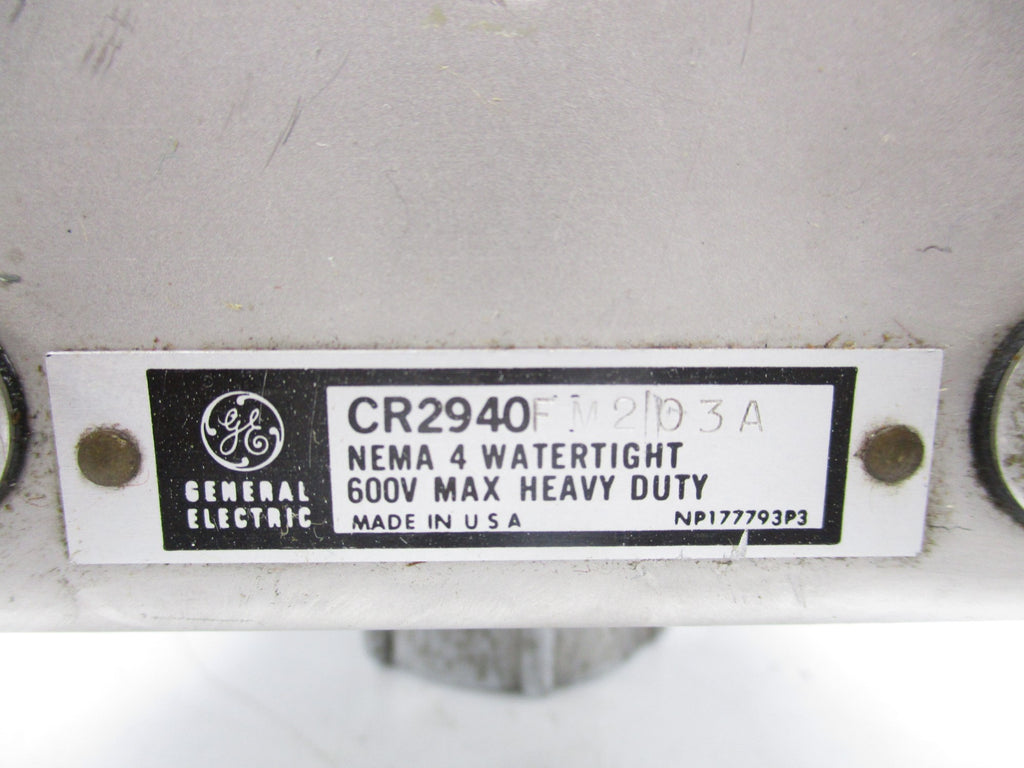 GE
GENERAL
ELECTRIC
CR2940FM203A
NEMA 4 WATERTIGHT
600V MAX HEAVY DUTY
MADE IN USA NP177793P3